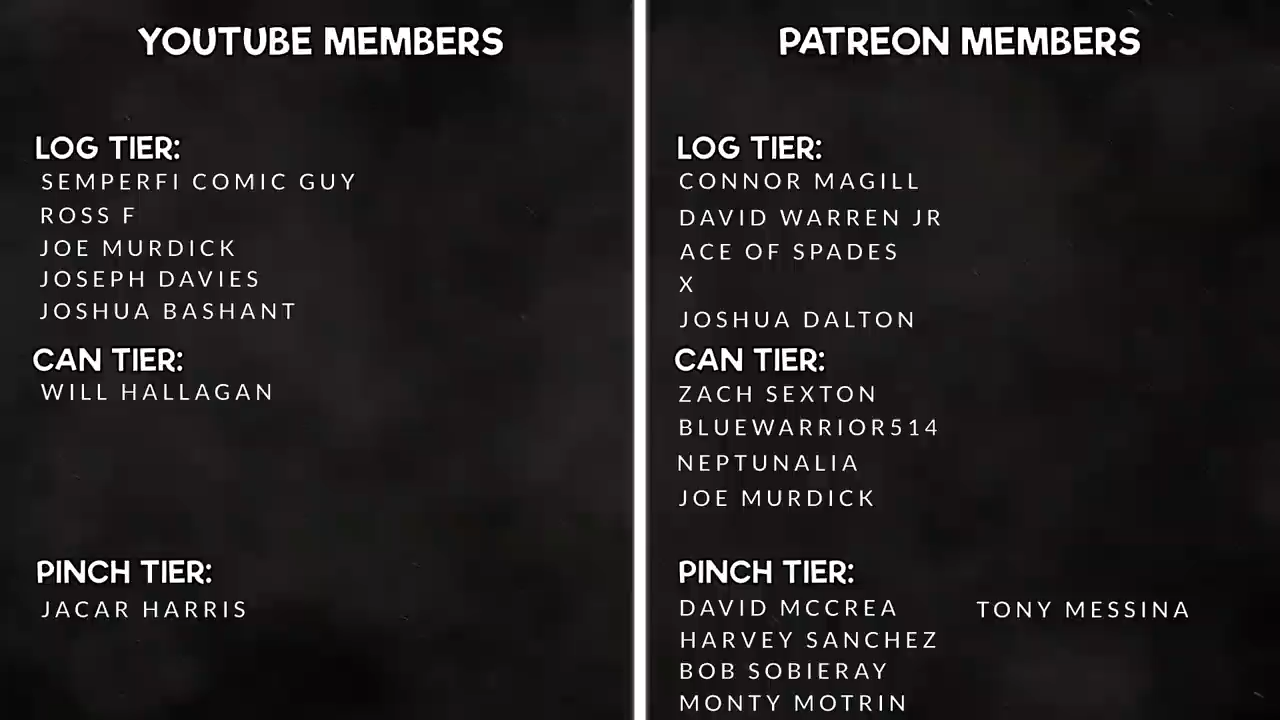 YOUTUBE MEMBERS
LOG TIER:
SEMPERFI COMIC GUY
ROSS F
JOE MURDICK
JOSEPH DAVIES
JOSHUA BASHANT
CAN TIER:
WILL HALLAGAN
PINCH TIER:
JACAR HARRIS
PATREON MEMBERS
LOG TIER:
CONNOR MAGILL
DAVID WARREN JR
ACE OF SPADES
X
JOSHUA DALTON
CAN TIER:
ZACH SEXTON
BLUEWARRIOR514
NEPTUNALIA
JOE MURDICK
PINCH TIER:
DAVID MCCREA
HARVEY SANCHEZ
BOB SOBIERAY
MONTY MOTRIN
TONY MESSINA